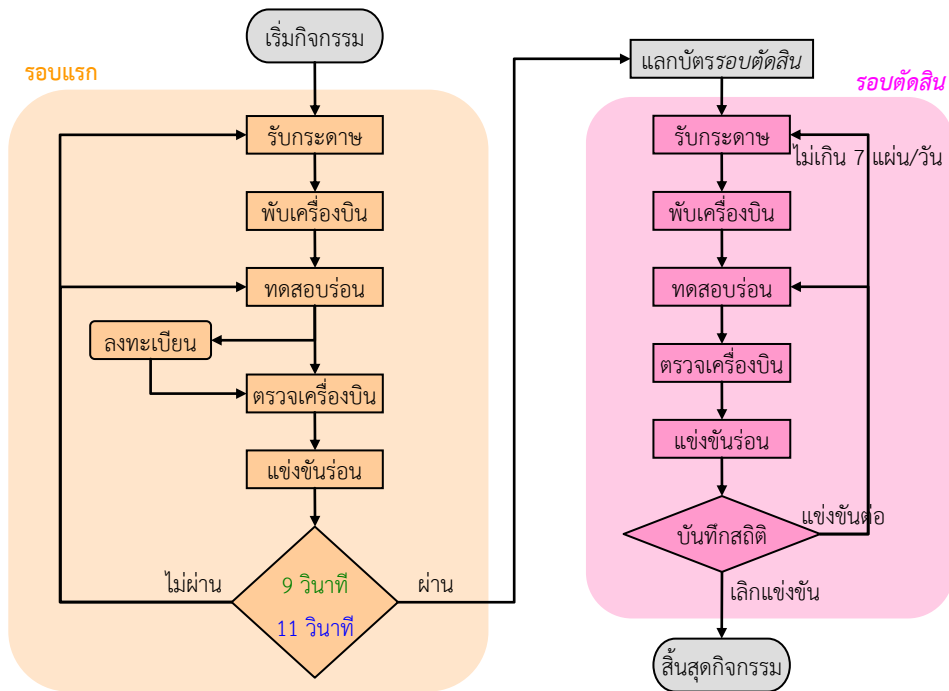 เริ่มกิจกรรม
รอบแรก
รับกระดาษ
พับเครื่องบิน
ทดสอบร่อน
ลงทะเบียน
ตรวจเครื่องบิน
แข่งขันร่อน
9 วินาที
11 วินาที
ไม่ผ่าน
ผ่าน
แลกบัตรรอบตัดสิน
รอบตัดสิน
รับกระดาษ
ไม่เกิน 7 แผ่น/วัน
พับเครื่องบิน
ทดสอบร่อน
ตรวจเครื่องบิน
แข่งขันร่อน
บันทึกสถิติ
แข่งขันต่อ
เลิกแข่งขัน
สิ้นสุดกิจกรรม